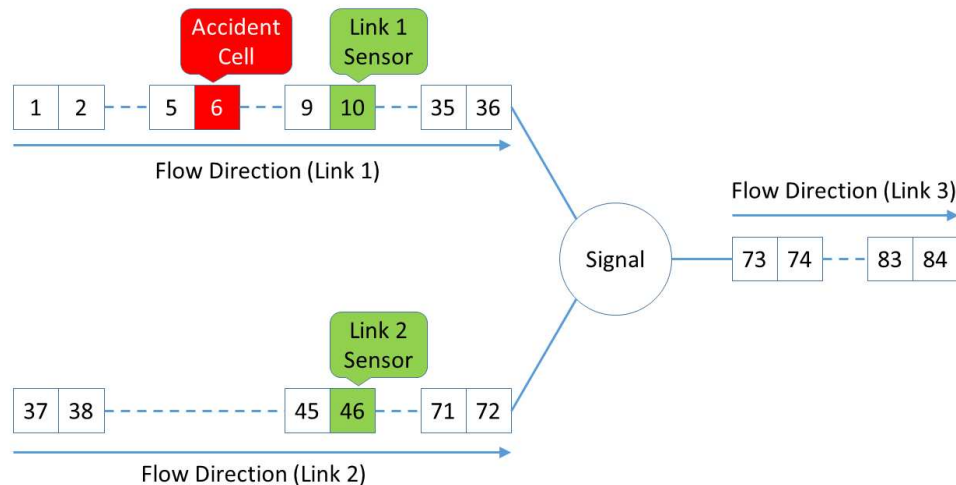 Accident
Cell
Link 1
Sensor
1 2 5 6 9 10 35 36
Flow Direction (Link 1)
Flow Direction (Link 3)
Signal
73 74 83 84
Link 2
Sensor
37 38 45 46 71 72
Flow Direction (Link 2)